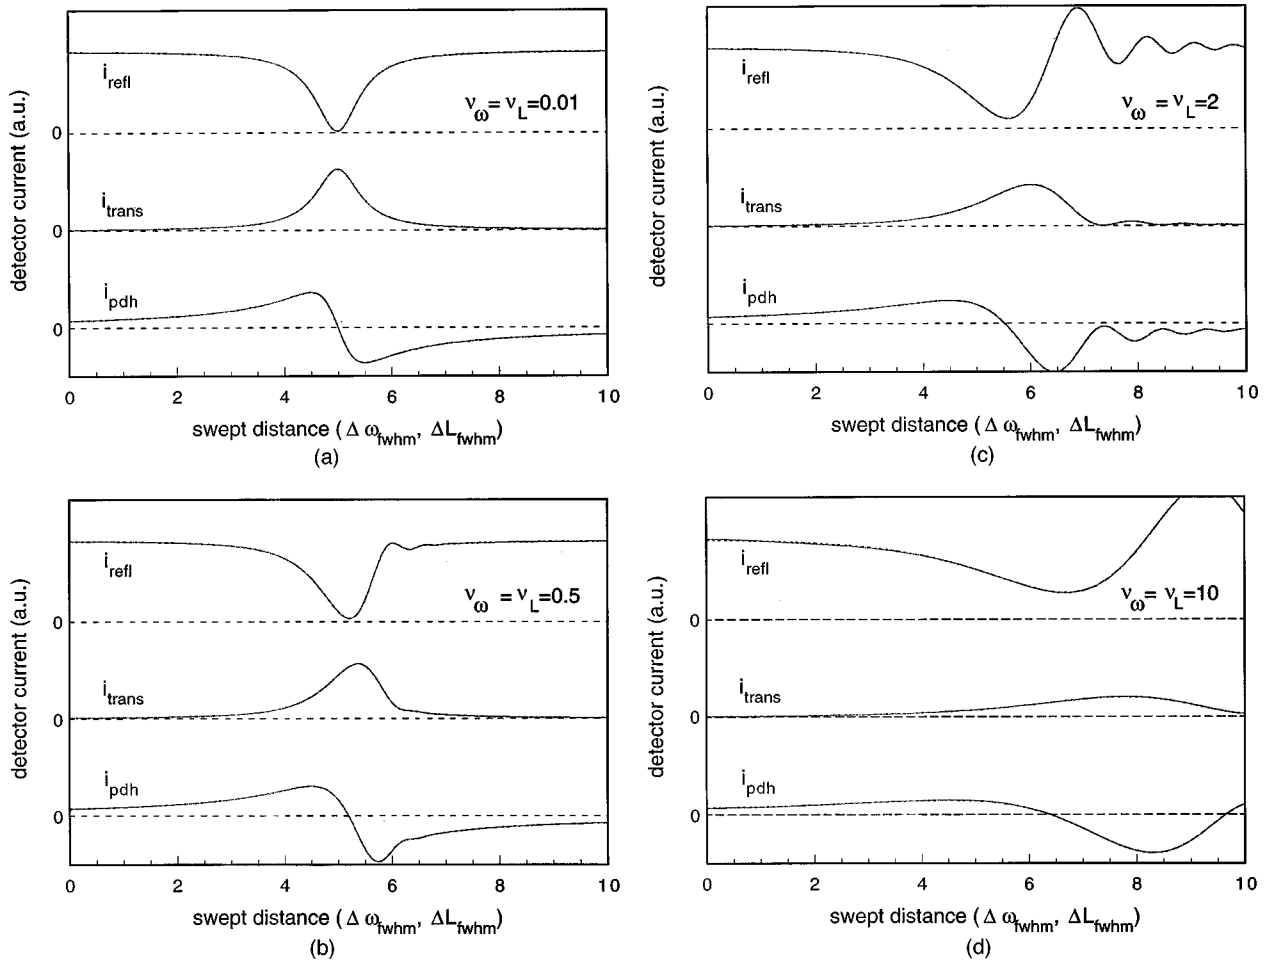 detector current (a.u.)
i_refl
ν_ω = ν_L=0.01
0
i_trans
0
i_pdh
0
0 2 4 6 8 10
swept distance (Δ ω_fwhm, ΔL_fwhm)
(a)
detector current (a.u.)
i_refl
ν_ω = ν_L=2
i_trans
i_pdh
0 2 4 6 8 10
swept distance (Δ ω_fwhm, ΔL_fwhm)
(c)
detector current (a.u.)
i_refl
ν_ω = ν_L=0.5
0
i_trans
0
i_pdh
0
0 2 4 6 8 10
swept distance (Δ ω_fwhm, ΔL_fwhm)
(b)
detector current (a.u.)
i_refl
ν_ω = ν_L=10
0
i_trans
0
i_pdh
0
0 2 4 6 8 10
swept distance (Δ ω_fwhm, ΔL_fwhm)
(d)